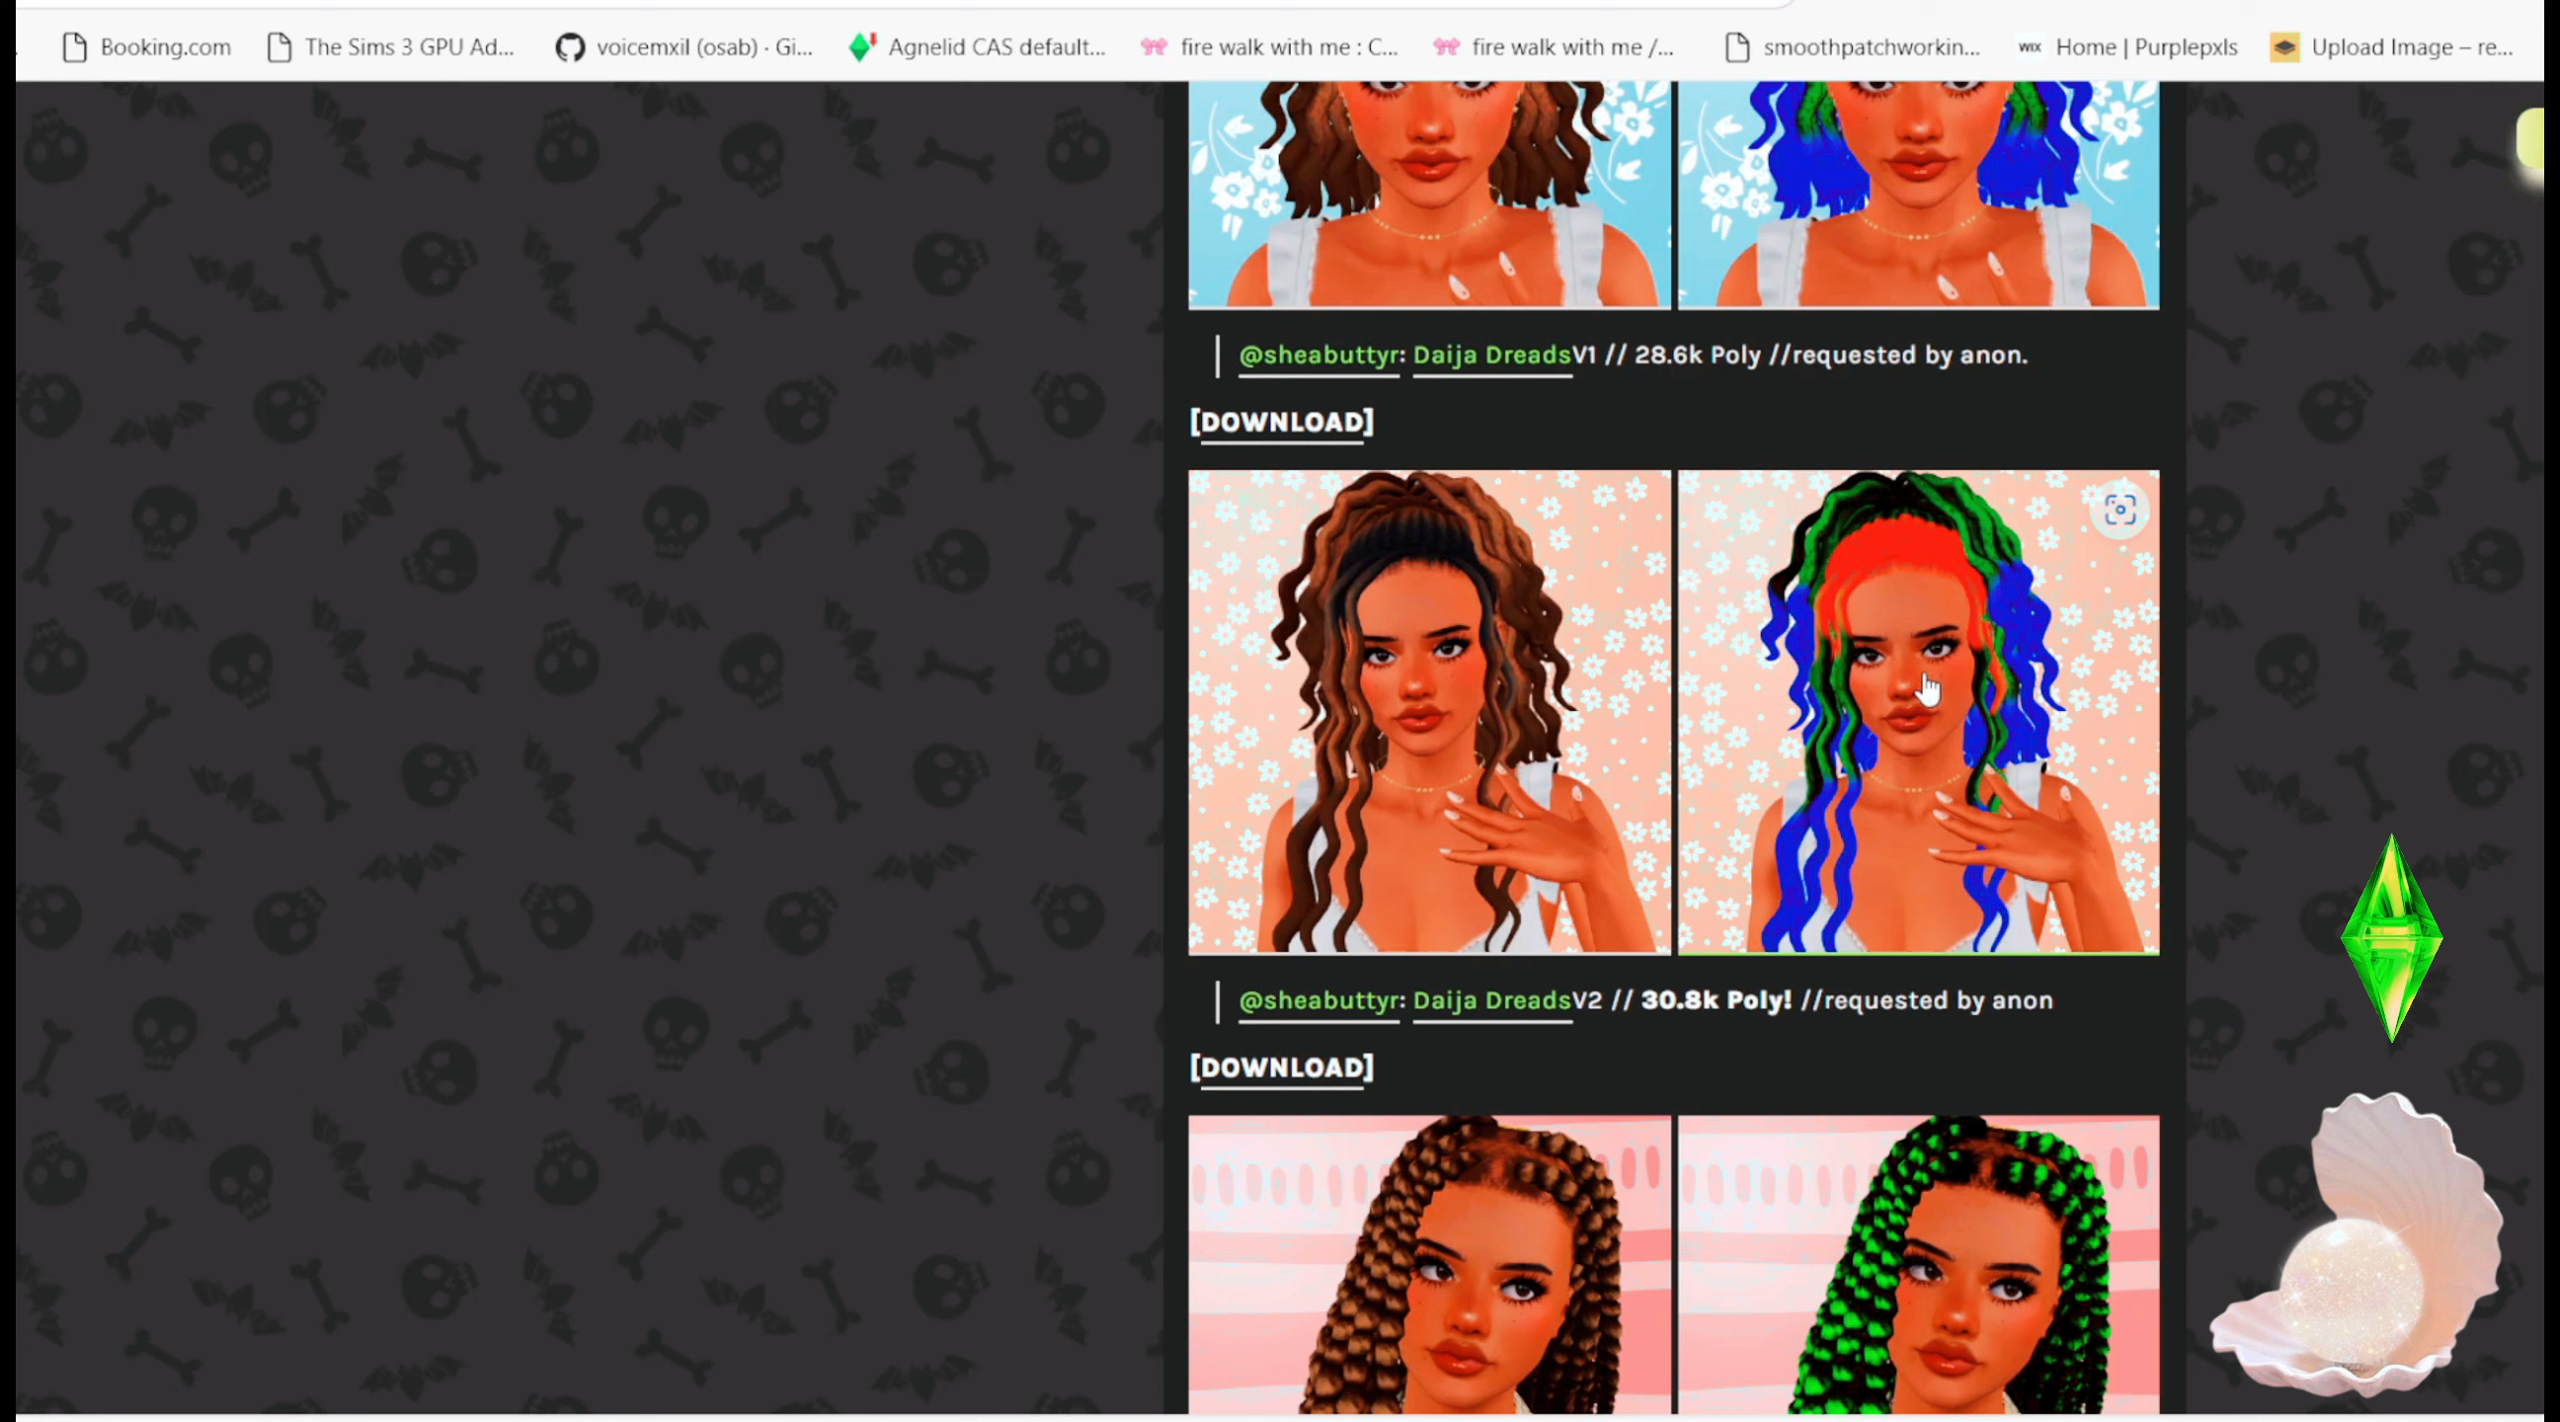 Booking.com
The Sims 3 GPU Ad...
voicemxil (osab) · Gi...
Agnelid CAS default...
fire walk with me : C...
fire walk with me /...
smoothpatchworkin...
WIX Home | Purplepxls
Upload Image – re...
@sheabuttyr: Daija DreadsV1 // 28.6k Poly //requested by anon.
[DOWNLOAD]
@sheabuttyr: Daija DreadsV2 // 30.8k Poly! //requested by anon
[DOWNLOAD]